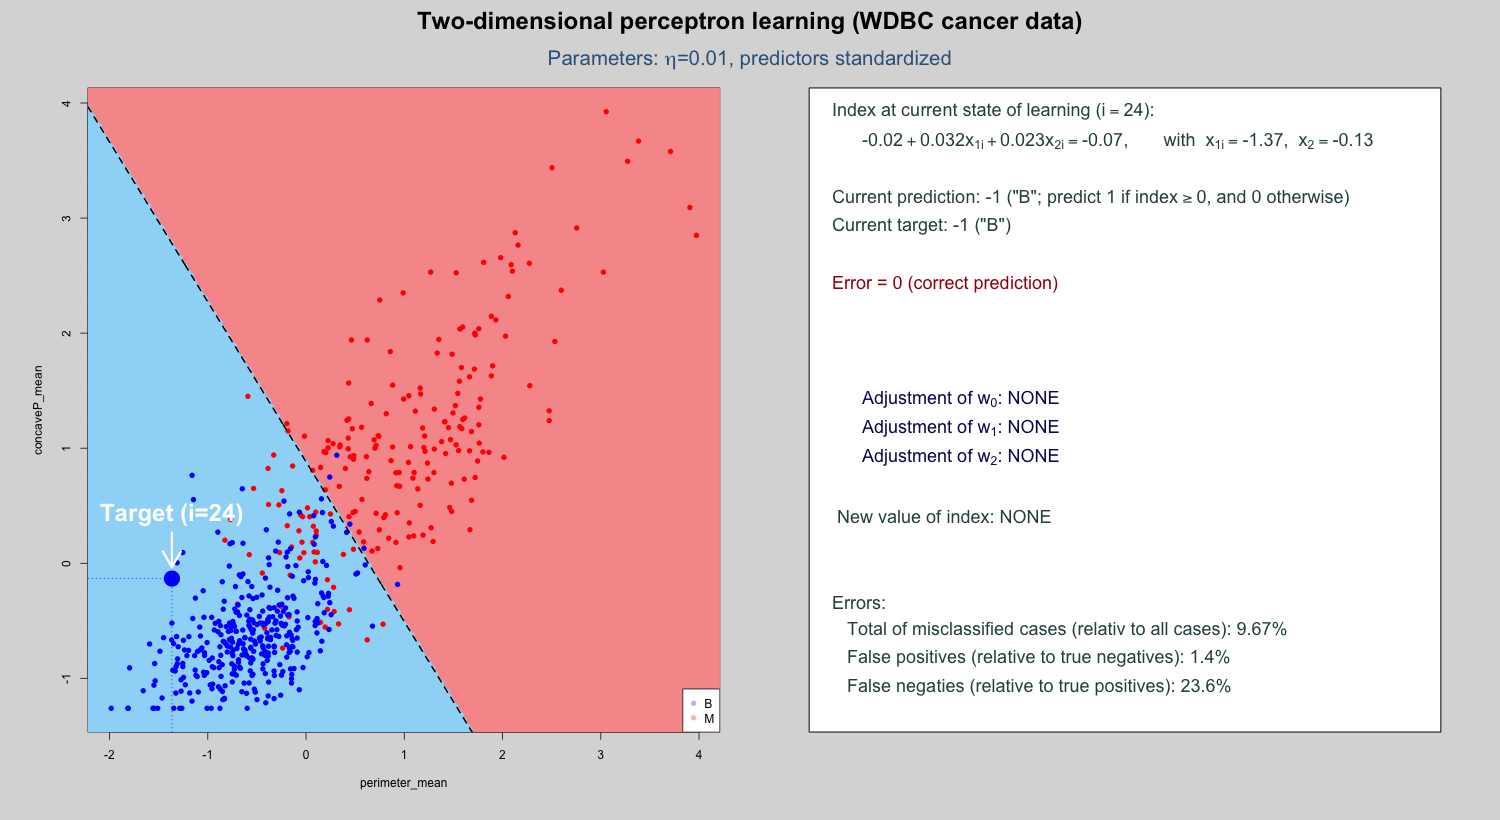 Two-dimensional perceptron learning (WDBC cancer data)
Parameters: η=0.01, predictors standardized
4
3
2
1
0
-1
concaveP_mean
Target (i=24)
B
M
-2 -1 0 1 2 3 4
perimeter_mean
Index at current state of learning (i = 24):
-0.02 + 0.032x1i + 0.023x2i = -0.07, with x1i = -1.37, x2 = -0.13
Current prediction: -1 ("B"; predict 1 if index ≥ 0, and 0 otherwise)
Current target: -1 ("B")
Error = 0 (correct prediction)
Adjustment of w0: NONE
Adjustment of w1: NONE
Adjustment of w2: NONE
New value of index: NONE
Errors:
Total of misclassified cases (relativ to all cases): 9.67%
False positives (relative to true negatives): 1.4%
False negaties (relative to true positives): 23.6%